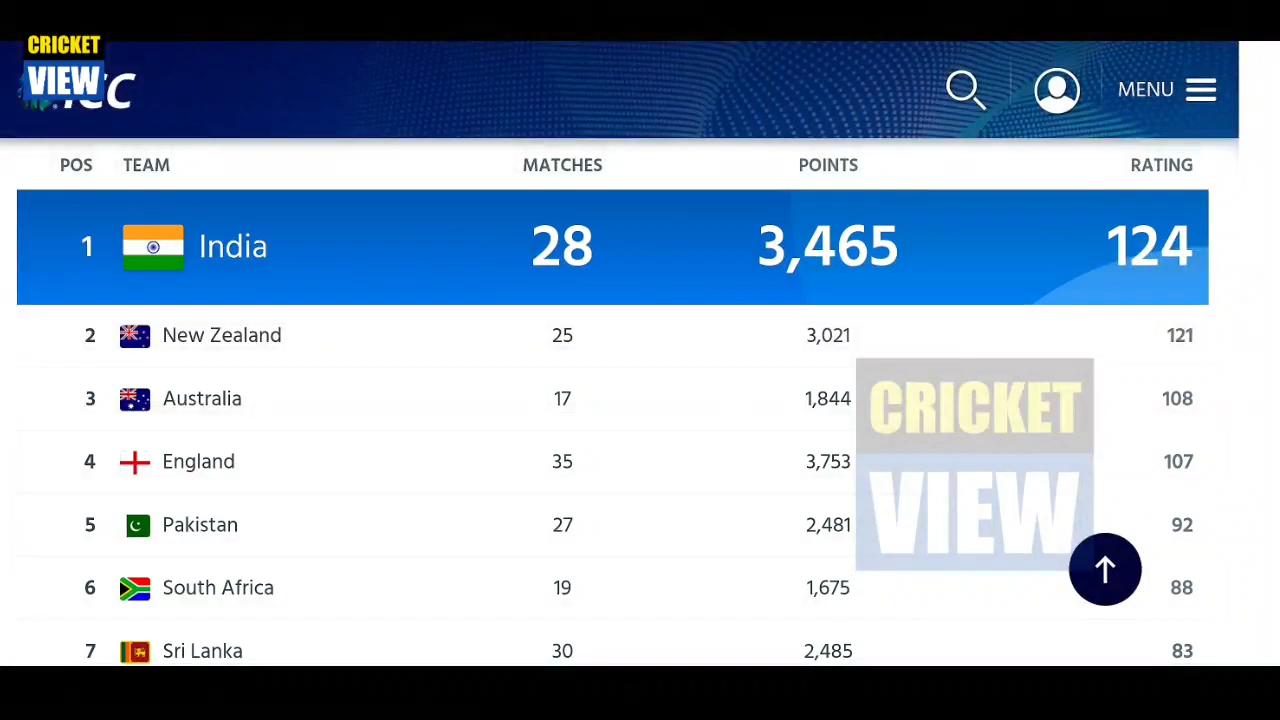 CRICKET
VIEW
ICC
MENU
POS TEAM MATCHES POINTS RATING
1 India 28 3,465 124
2 New Zealand 25 3,021 121
3 Australia 17 1,844 108
4 England 35 3,753 107
5 Pakistan 27 2,481 92
6 South Africa 19 1,675 88
7 Sri Lanka 30 2,485 83
CRICKET
VIEW